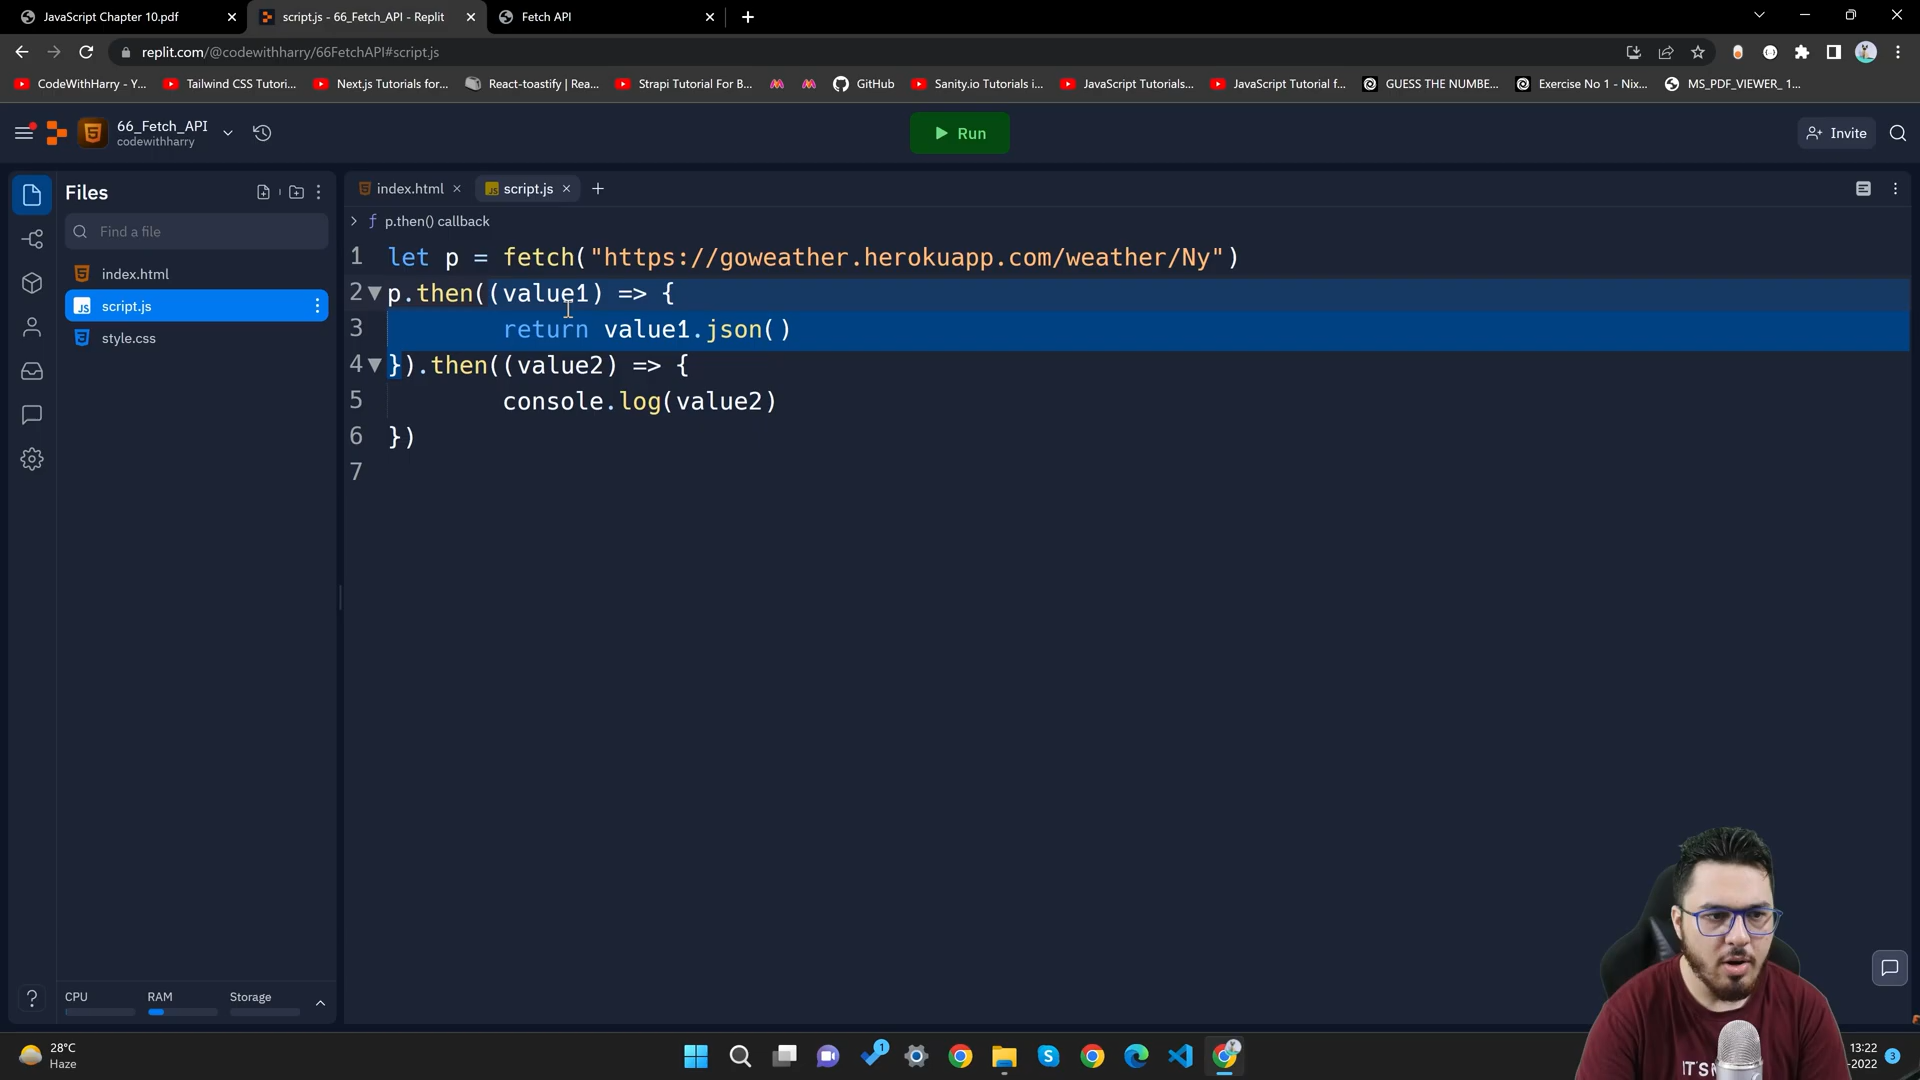 JavaScript Chapter 10.pdf
script.js - 66_Fetch_API - Replit
Fetch API
replit.com/@codewithharry/66FetchAPI#script.js
CodeWithHarry - Y...
Tailwind CSS Tutori...
Next.js Tutorials for...
React-toastify | Rea...
Strapi Tutorial For B...
GitHub
Sanity.io Tutorials i...
JavaScript Tutorials...
JavaScript Tutorial f...
GUESS THE NUMBE...
Exercise No 1 - Nix...
MS_PDF_VIEWER_ 1...
66_Fetch_API
codewithharry
Run
Invite
Files
Find a file
index.html
script.js
style.css
index.html
script.js
p.then() callback
1 let p = fetch("https://goweather.herokuapp.com/weather/Ny")
2 p.then((value1) => {
3 return value1.json()
4 }).then((value2) => {
5 console.log(value2)
6 })
7
CPU
RAM
Storage
28°C
Haze
1
13:22
-2022
3
IT'S